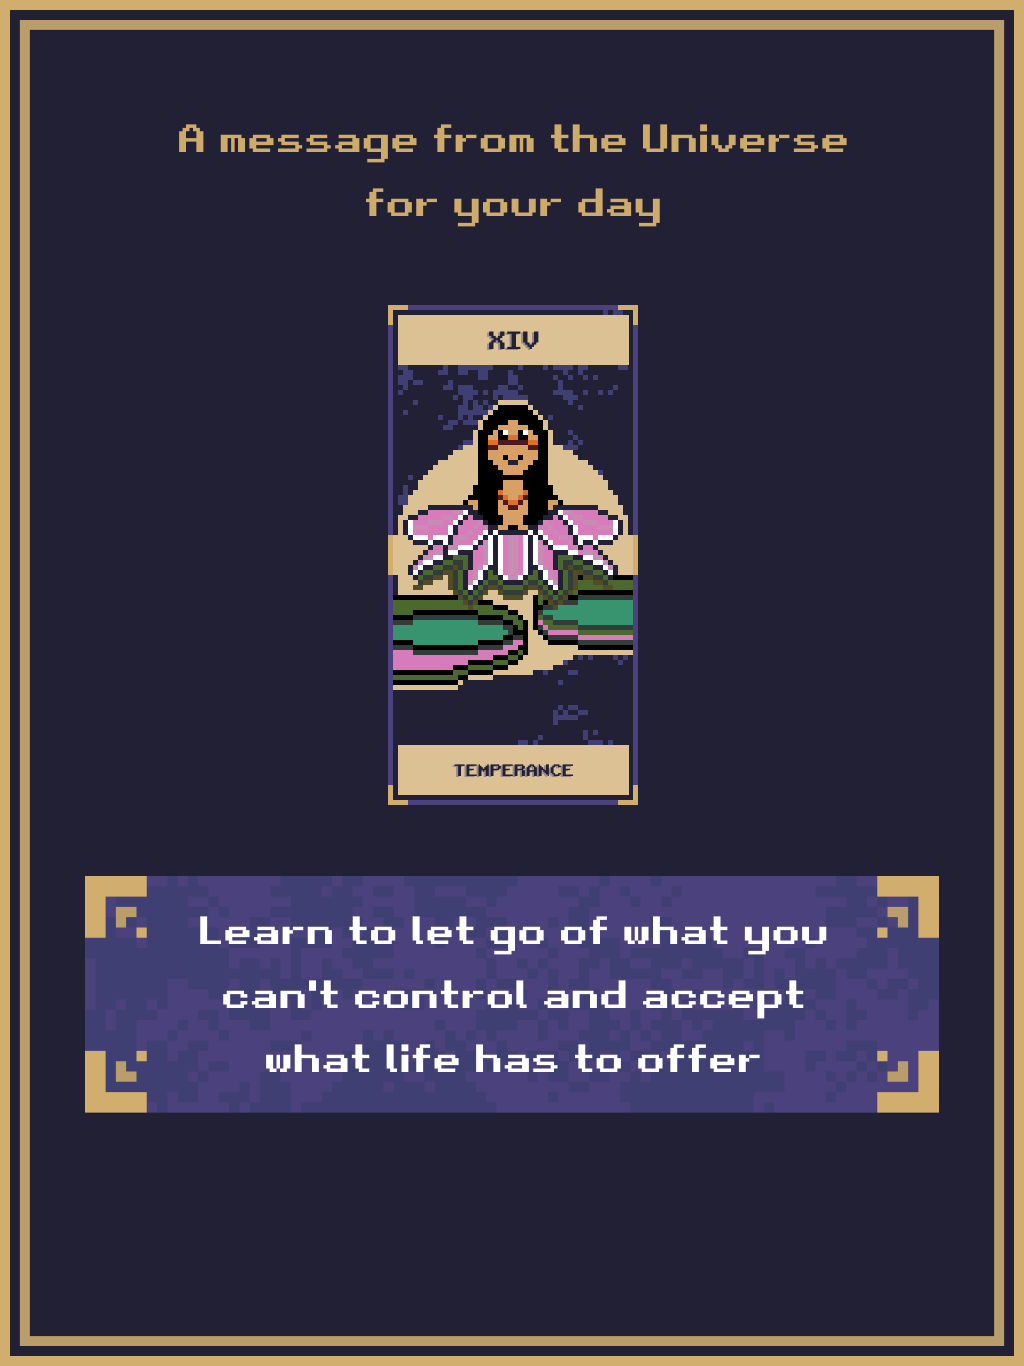 A message from the Universe
for your day
XIV
TEMPERANCE
Learn to let go of what you
can't control and accept
what life has to offer